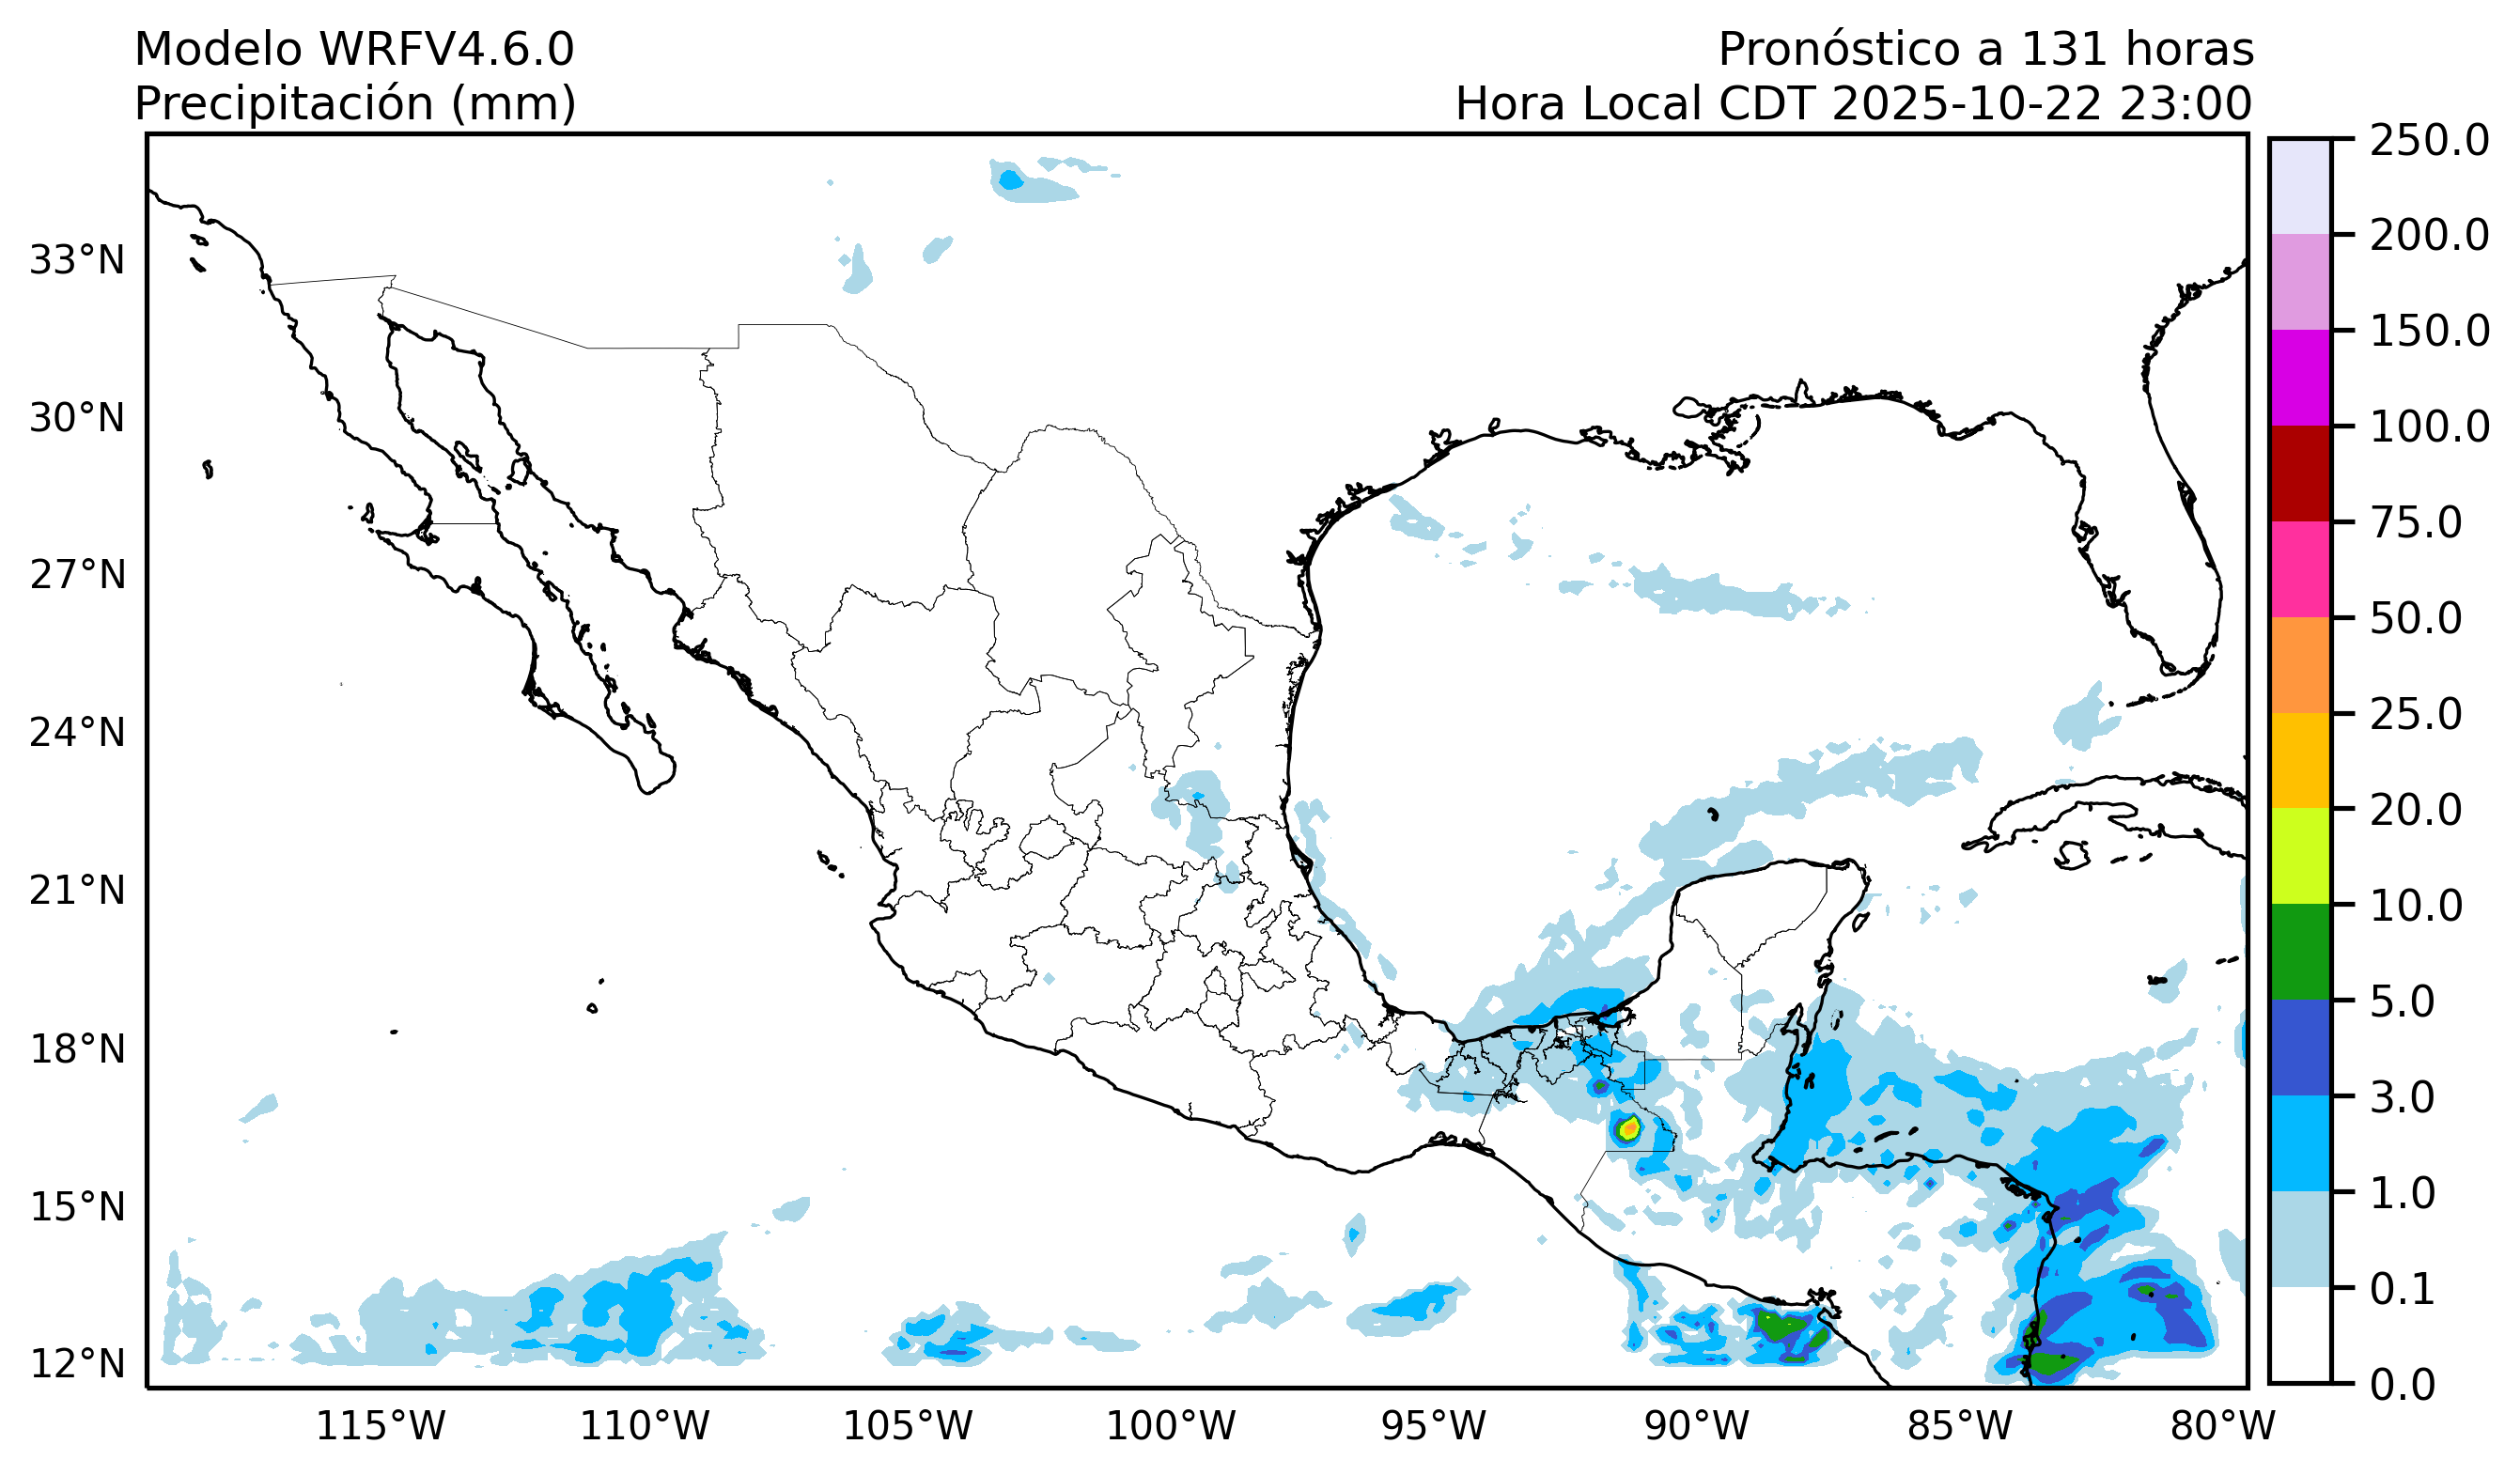 Modelo WRFV4.6.0
Precipitación (mm)
Pronóstico a 131 horas
Hora Local CDT 2025-10-22 23:00
33°N
30°N
27°N
24°N
21°N
18°N
15°N
12°N
115°W
110°W
105°W
100°W
95°W
90°W
85°W
80°W
250.0
200.0
150.0
100.0
75.0
50.0
25.0
20.0
10.0
5.0
3.0
1.0
0.1
0.0